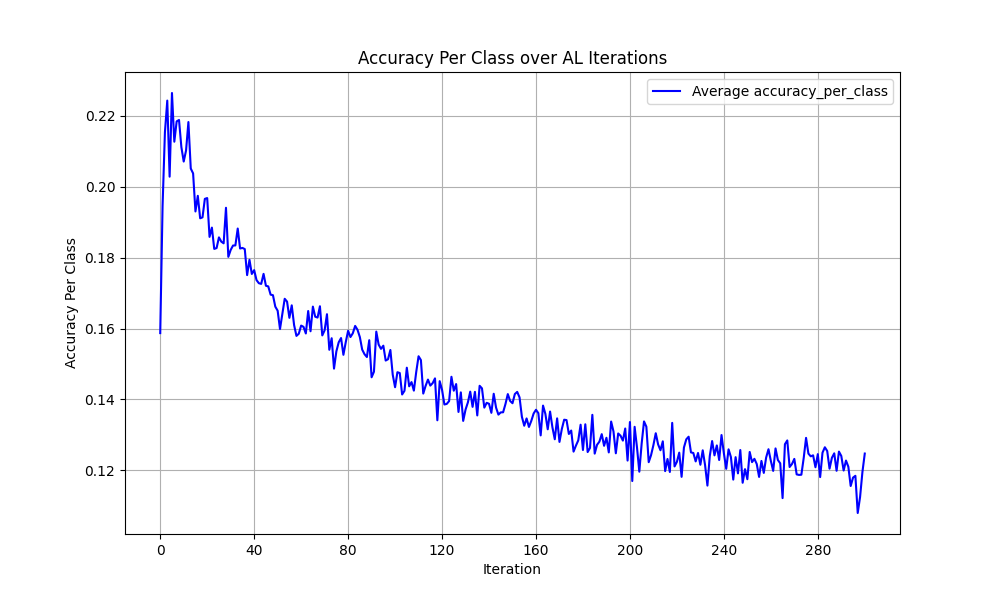 Accuracy Per Class over AL Iterations
Average accuracy_per_class
Accuracy Per Class
0.22
0.20
0.18
0.16
0.14
0.12
0 40 80 120 160 200 240 280
Iteration